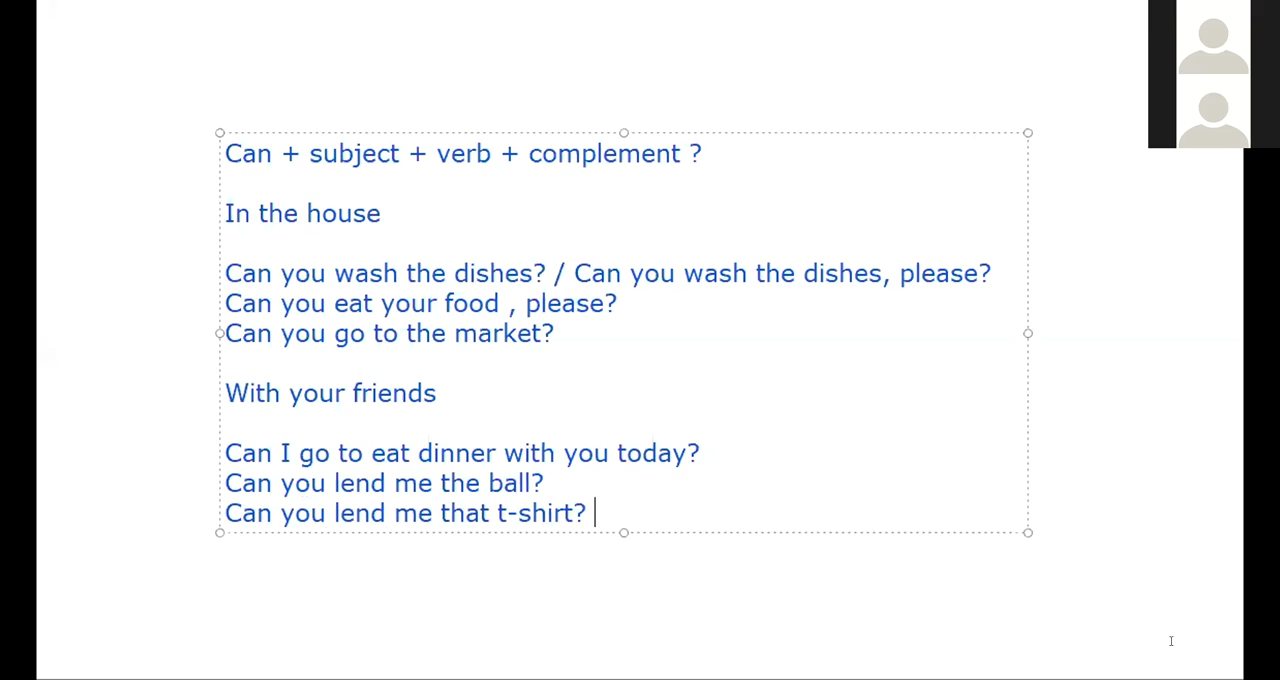 Can + subject + verb + complement ?
In the house
Can you wash the dishes? / Can you wash the dishes, please?
Can you eat your food , please?
Can you go to the market?
With your friends
Can I go to eat dinner with you today?
Can you lend me the ball?
Can you lend me that t-shirt?